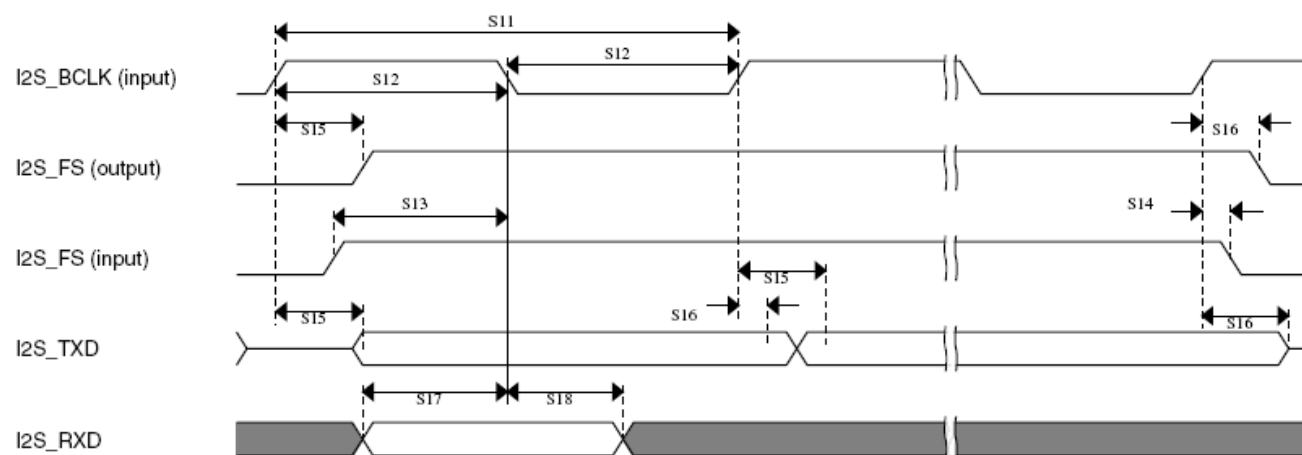 S11
I2S_BCLK (input)
S12
S12
S15
S16
I2S_FS (output)
S13
S14
I2S_FS (input)
S15
S15
S16
S16
I2S_TXD
S17
S18
I2S_RXD